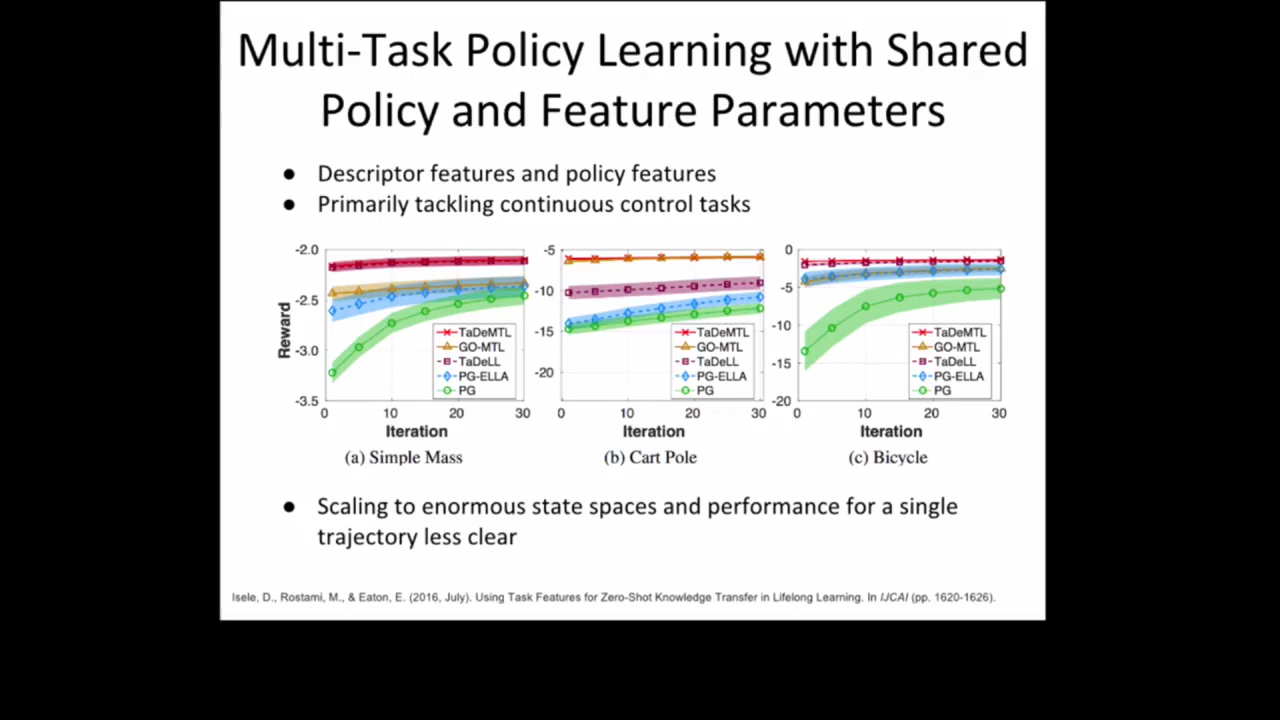 Multi-Task Policy Learning with Shared
Policy and Feature Parameters
● Descriptor features and policy features
● Primarily tackling continuous control tasks
Reward
-2.0
-2.5
-3.0
-3.5
0 10 20 30
Iteration
TaDeMTL
GO-MTL
TaDeLL
PG-ELLA
PG
(a) Simple Mass
-5
-10
-15
-20
0 10 20 30
Iteration
TaDeMTL
GO-MTL
TaDeLL
PG-ELLA
PG
(b) Cart Pole
0
-5
-10
-15
-20
0 10 20 30
Iteration
TaDeMTL
GO-MTL
TaDeLL
PG-ELLA
PG
(c) Bicycle
● Scaling to enormous state spaces and performance for a single
trajectory less clear
Isele, D., Rostami, M., & Eaton, E. (2016, July). Using Task Features for Zero-Shot Knowledge Transfer in Lifelong Learning. In IJCAI (pp. 1620-1626).